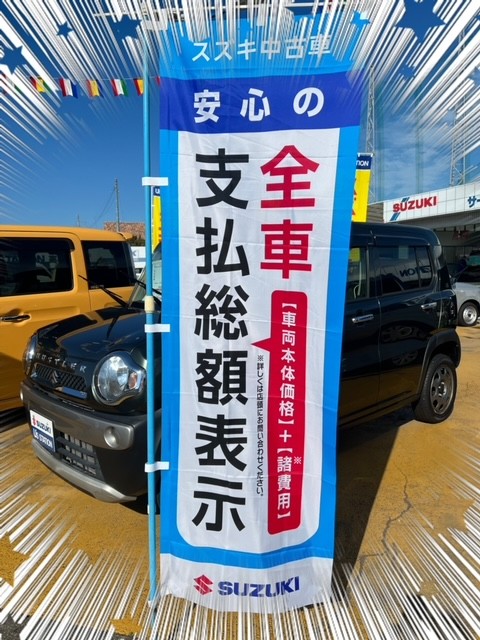 スズキ中古車
安心の
全車
支払総額表示
【車両本体価格】+【諸費用】
※
※詳しくは店頭にお問い合わせください。
SUZUKI
SUZUKI
SUZUKI
HUSTLER